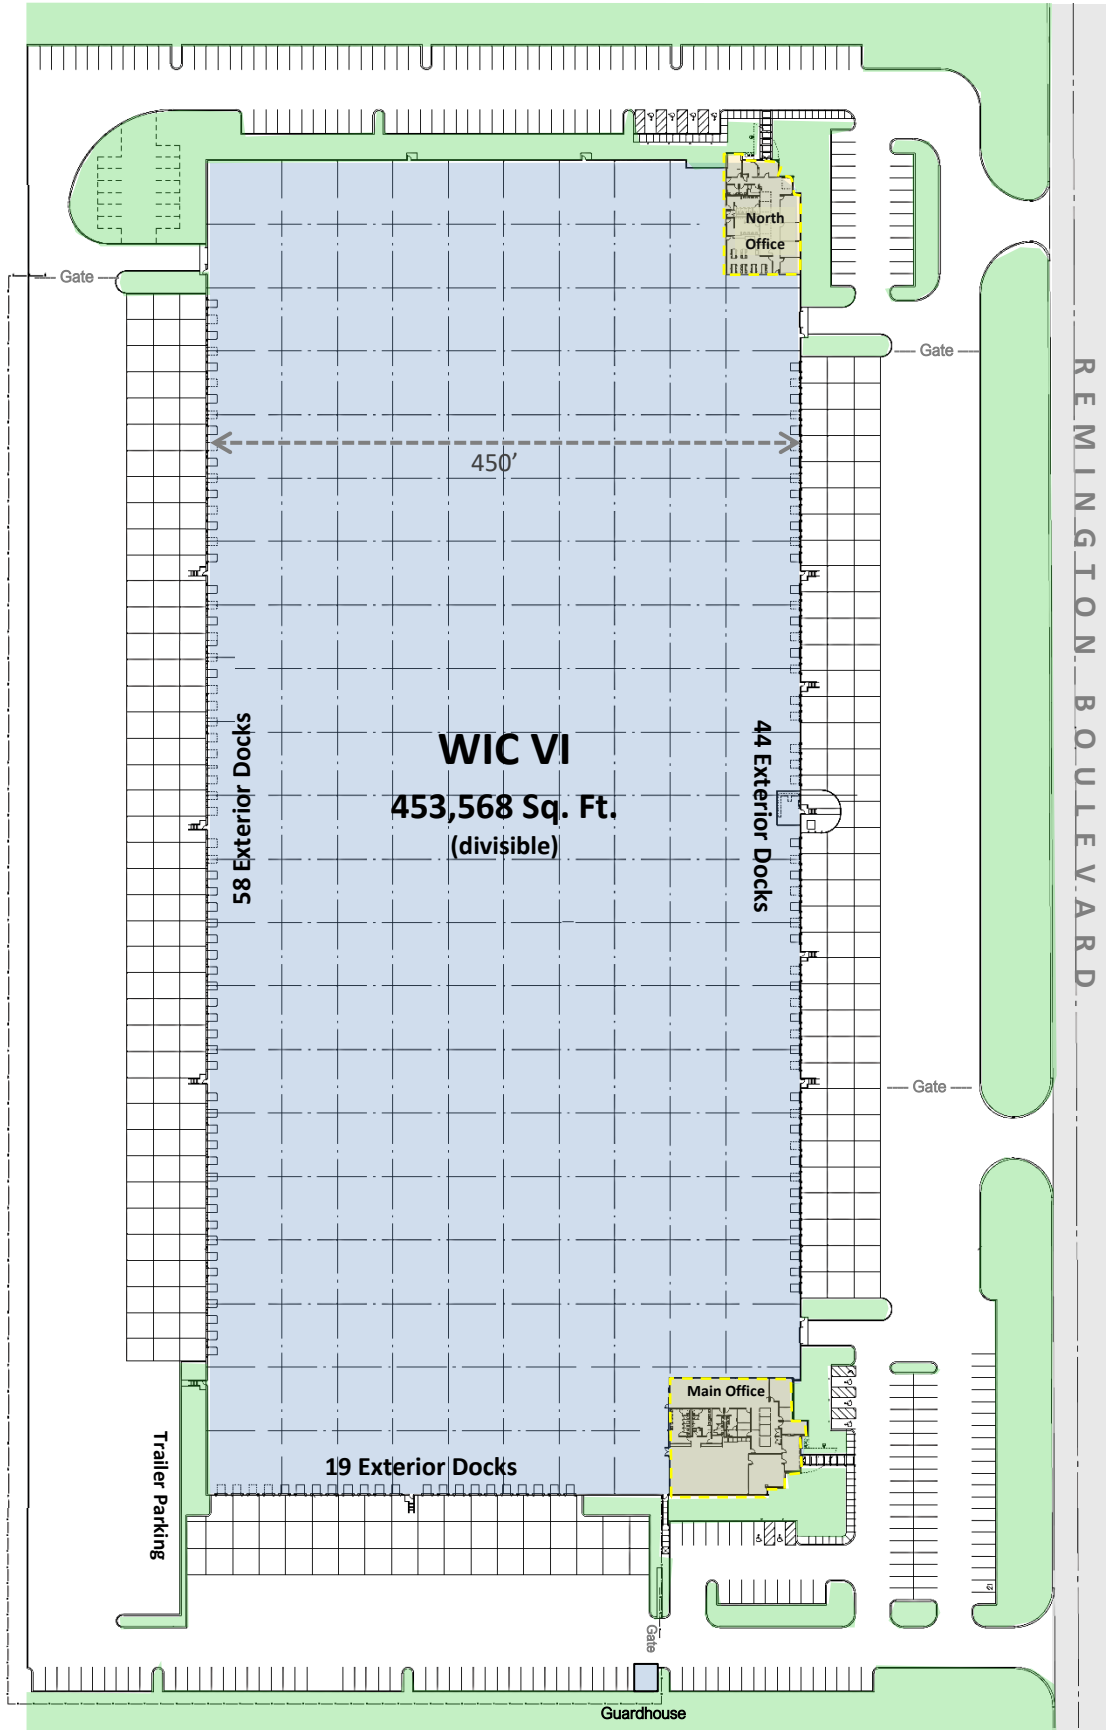 North
Office
Gate
Gate
450’
REMINGTON BOULEVARD
WIC VI
453,568 Sq. Ft.
(divisible)
58 Exterior Docks
44 Exterior Docks
Gate
Main Office
19 Exterior Docks
Trailer Parking
Gate
Guardhouse